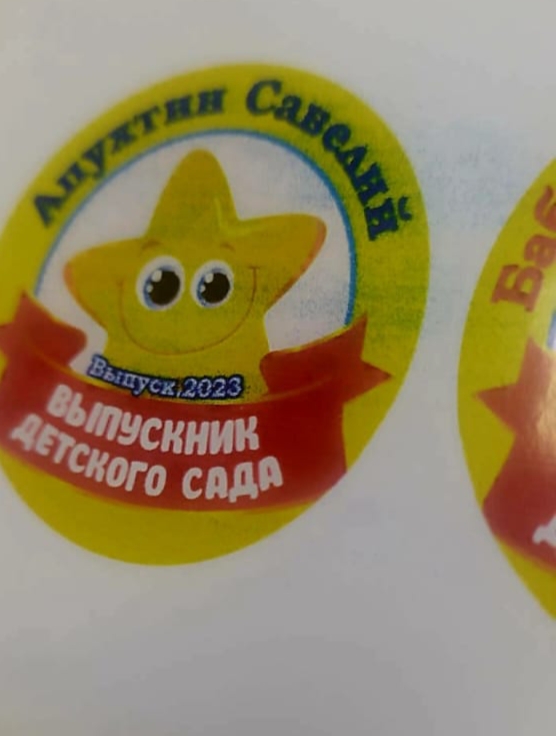 Апухтин Савелий
Выпуск 2023
ВЫПУСКНИК
ДЕТСКОГО САДА